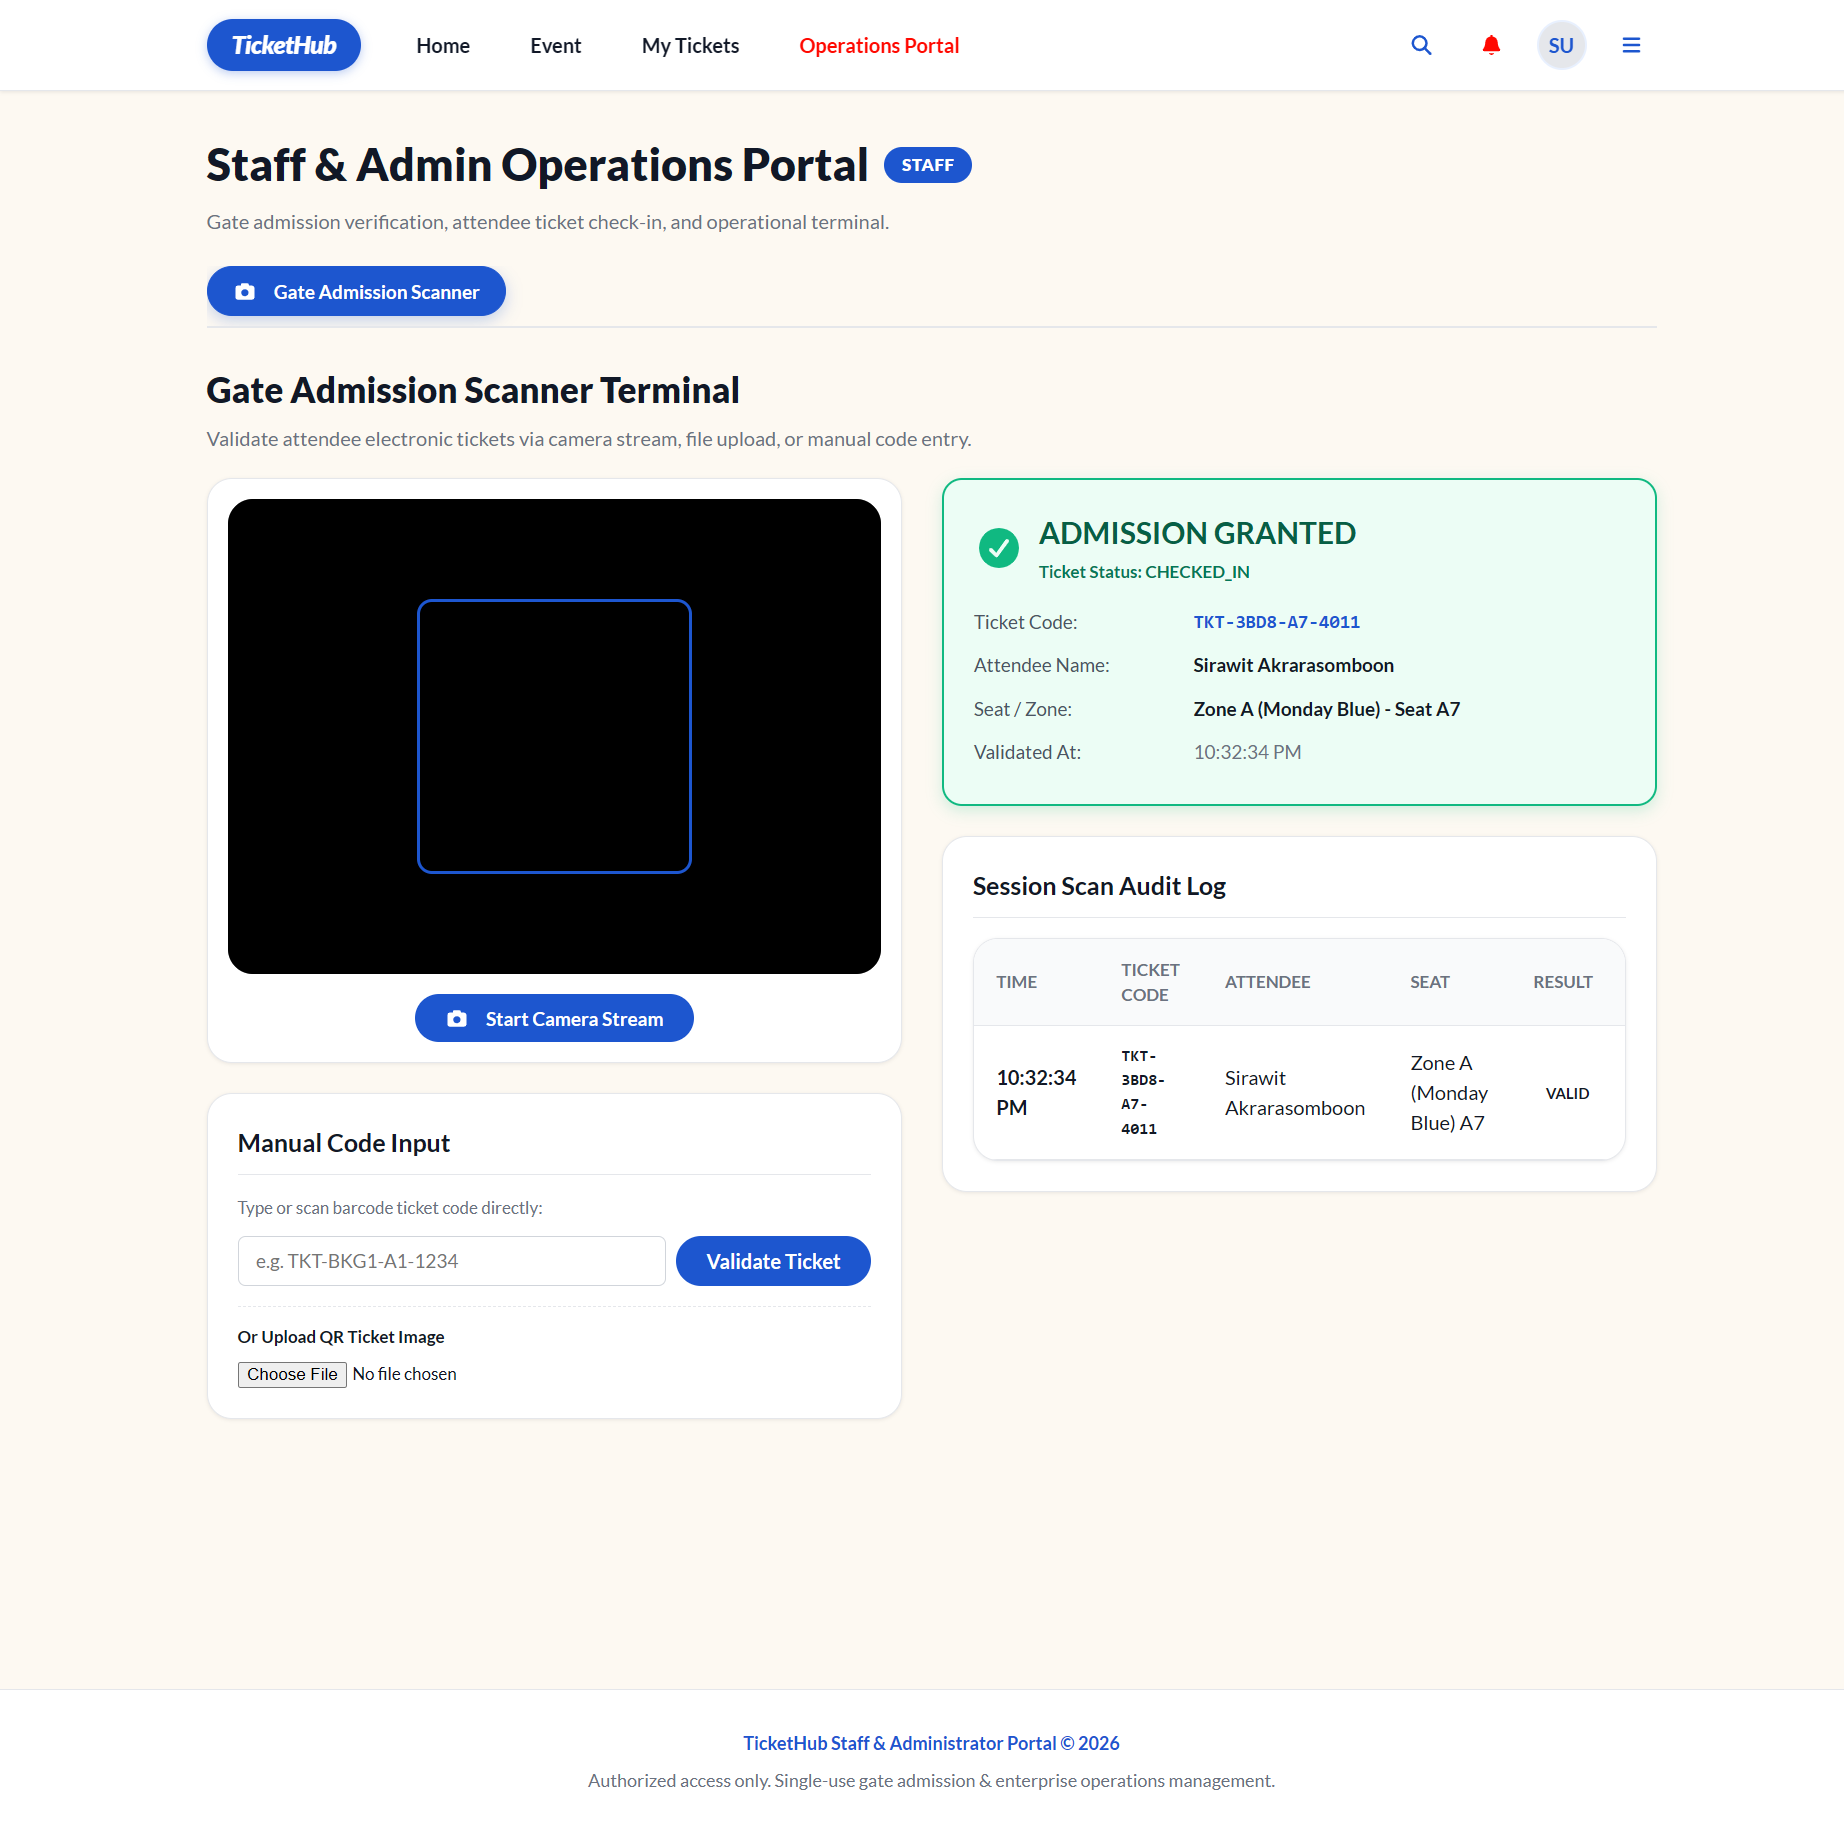 TicketHub
Home
Event
My Tickets
Operations Portal
SU
Staff & Admin Operations Portal
STAFF
Gate admission verification, attendee ticket check-in, and operational terminal.
Gate Admission Scanner
Gate Admission Scanner Terminal
Validate attendee electronic tickets via camera stream, file upload, or manual code entry.
Start Camera Stream
Manual Code Input
Type or scan barcode ticket code directly:
e.g. TKT-BKG1-A1-1234
Validate Ticket
Or Upload QR Ticket Image
Choose File No file chosen
ADMISSION GRANTED
Ticket Status: CHECKED_IN
Ticket Code: TKT-3BD8-A7-4011
Attendee Name: Sirawit Akrarasomboon
Seat / Zone: Zone A (Monday Blue) - Seat A7
Validated At: 10:32:34 PM
Session Scan Audit Log
TIME
TICKET
CODE
ATTENDEE
SEAT
RESULT
10:32:34
PM
TKT-
3BD8-
A7-
4011
Sirawit
Akrarasomboon
Zone A
(Monday
Blue) A7
VALID
TicketHub Staff & Administrator Portal © 2026
Authorized access only. Single-use gate admission & enterprise operations management.